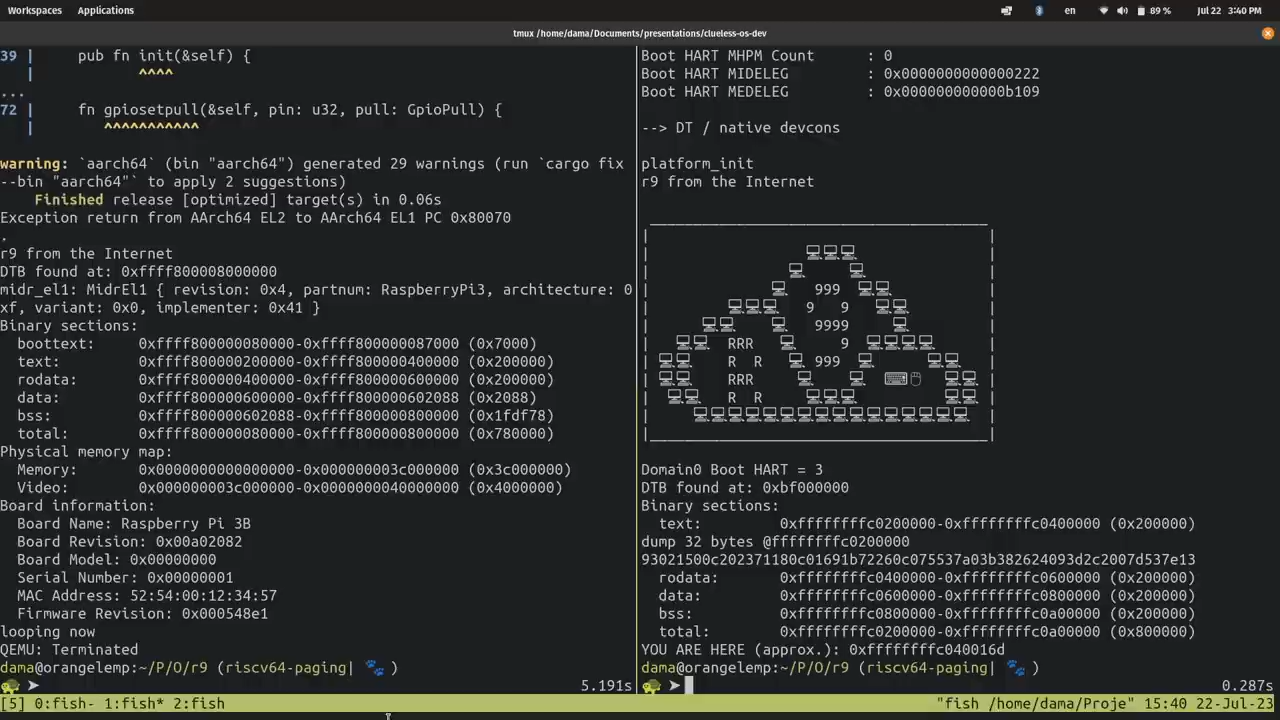 Workspaces Applications en 89 % Jul 22 3:40 PM
tmux /home/dama/Documents/presentations/clueless-os-dev
39 |     pub fn init(&self) {
   |            ^^^^
...
72 |     fn gpiosetpull(&self, pin: u32, pull: GpioPull) {
   |        ^^^^^^^^^^^
warning: `aarch64` (bin "aarch64") generated 29 warnings (run `cargo fix
--bin "aarch64"` to apply 2 suggestions)
    Finished release [optimized] target(s) in 0.06s
Exception return from AArch64 EL2 to AArch64 EL1 PC 0x80070
.
r9 from the Internet
DTB found at: 0xffff800008000000
midr_el1: MidrEl1 { revision: 0x4, partnum: RaspberryPi3, architecture: 0
xf, variant: 0x0, implementer: 0x41 }
Binary sections:
  boottext:     0xffff800000080000-0xffff800000087000 (0x7000)
  text:         0xffff800000200000-0xffff800000400000 (0x200000)
  rodata:       0xffff800000400000-0xffff800000600000 (0x200000)
  data:         0xffff800000600000-0xffff800000602088 (0x2088)
  bss:          0xffff800000602088-0xffff800000800000 (0x1fdf78)
  total:        0xffff800000080000-0xffff800000800000 (0x780000)
Physical memory map:
  Memory:       0x0000000000000000-0x000000003c000000 (0x3c000000)
  Video:        0x000000003c000000-0x0000000040000000 (0x4000000)
Board information:
  Board Name: Raspberry Pi 3B
  Board Revision: 0x00a02082
  Board Model: 0x00000000
  Serial Number: 0x00000001
  MAC Address: 52:54:00:12:34:57
  Firmware Revision: 0x000548e1
looping now
QEMU: Terminated
dama@orangelemp:~/P/O/r9 (riscv64-paging| 🐾 )
🐢 ➤ 5.191s
Boot HART MHPM Count      : 0
Boot HART MIDELEG         : 0x0000000000000222
Boot HART MEDELEG         : 0x000000000000b109
--> DT / native devcons
platform_init
r9 from the Internet
999
9   9
9999
RRR 9
R  R 999
RRR
R  R
Domain0 Boot HART = 3
DTB found at: 0xbf000000
Binary sections:
  text:         0xffffffffc0200000-0xffffffffc0400000 (0x200000)
dump 32 bytes @ffffffffc0200000
93021500c202371180c01691b72260c075537a03b382624093d2c2007d537e13
  rodata:       0xffffffffc0400000-0xffffffffc0600000 (0x200000)
  data:         0xffffffffc0600000-0xffffffffc0800000 (0x200000)
  bss:          0xffffffffc0800000-0xffffffffc0a00000 (0x200000)
  total:        0xffffffffc0200000-0xffffffffc0a00000 (0x800000)
YOU ARE HERE (approx.): 0xffffffffc040016d
dama@orangelemp:~/P/O/r9 (riscv64-paging| 🐾 )
🐢 ➤ 0.287s
[5] 0:fish- 1:fish* 2:fish "fish /home/dama/Proje" 15:40 22-Jul-23